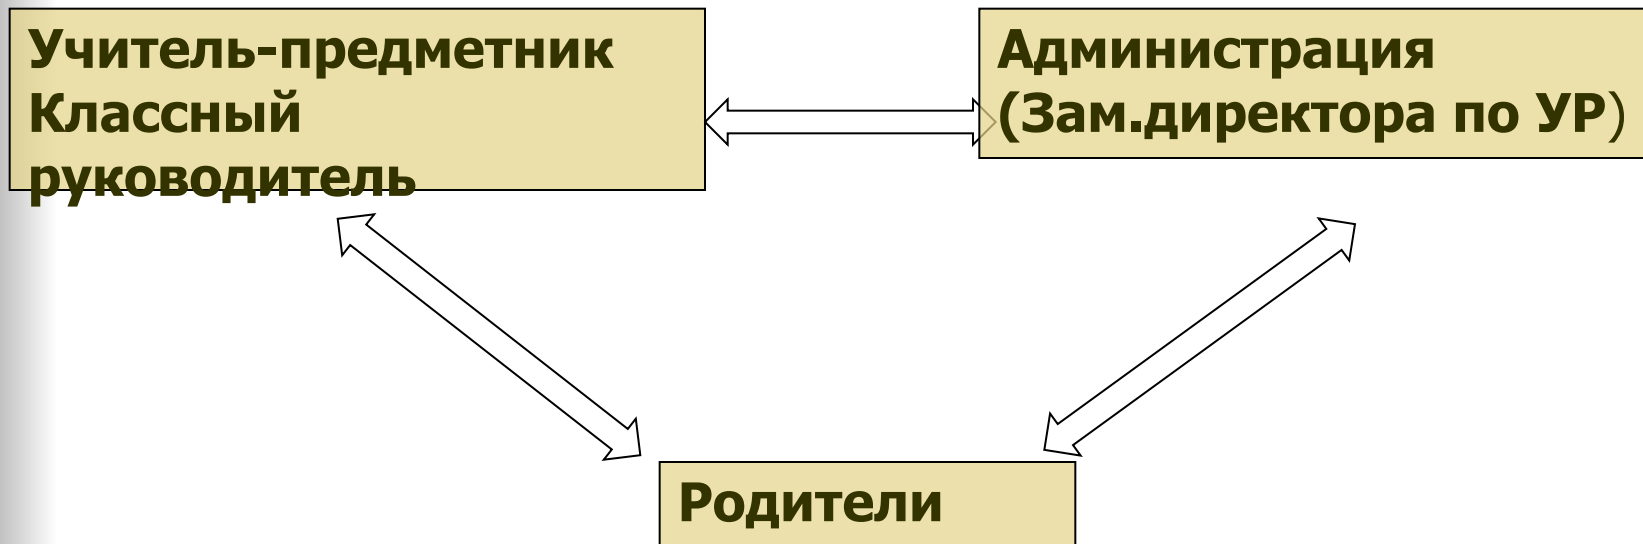 Учитель-предметник
Классный
руководитель
Администрация
(Зам.директора по УР)
Родители